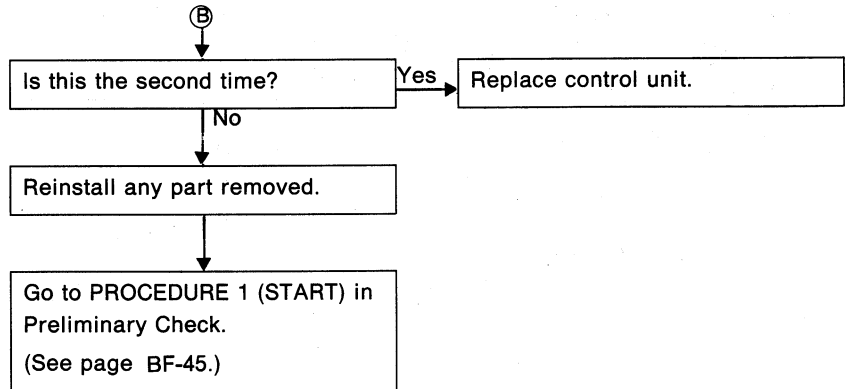 B
Is this the second time?
Yes
Replace control unit.
No
Reinstall any part removed.
Go to PROCEDURE 1 (START) in
Preliminary Check.
(See page BF-45.)